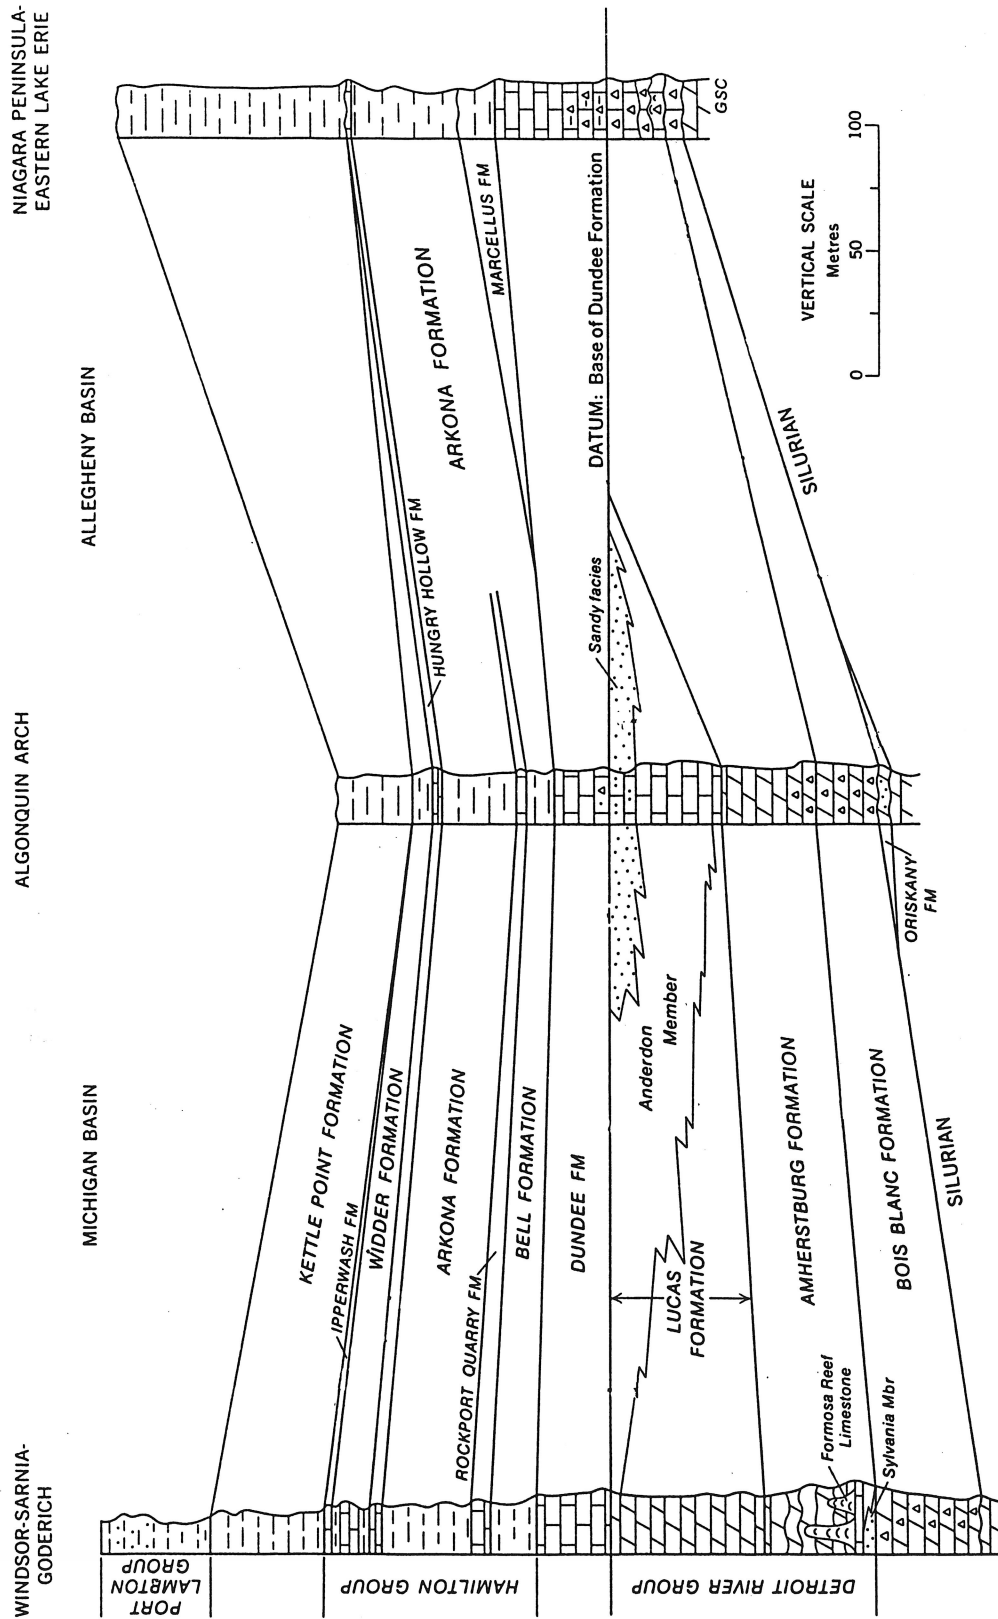 WINDSOR-SARNIA-
GODERICH
MICHIGAN BASIN
ALGONQUIN ARCH
ALLEGHENY BASIN
NIAGARA PENINSULA-
EASTERN LAKE ERIE
PORT
LAMBTON
GROUP
HAMILTON GROUP
DETROIT RIVER GROUP
KETTLE POINT FORMATION
IPPERWASH FM
WIDDER FORMATION
HUNGRY HOLLOW FM
ARKONA FORMATION
ARKONA FORMATION
ROCKPORT QUARRY FM
BELL FORMATION
MARCELLUS FM
DUNDEE FM
DATUM: Base of Dundee Formation
Sandy facies
Anderdon
Member
LUCAS
FORMATION
AMHERSTBURG FORMATION
Formosa Reef
Limestone
Sylvania Mbr
BOIS BLANC FORMATION
ORISKANY
FM
SILURIAN
SILURIAN
VERTICAL SCALE
Metres
0 50 100
GSC